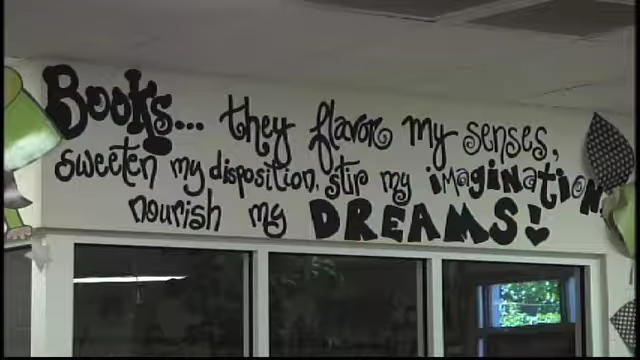 Books... they flavor my senses,
sweeten my disposition, stir my imagination,
nourish my DREAMS!